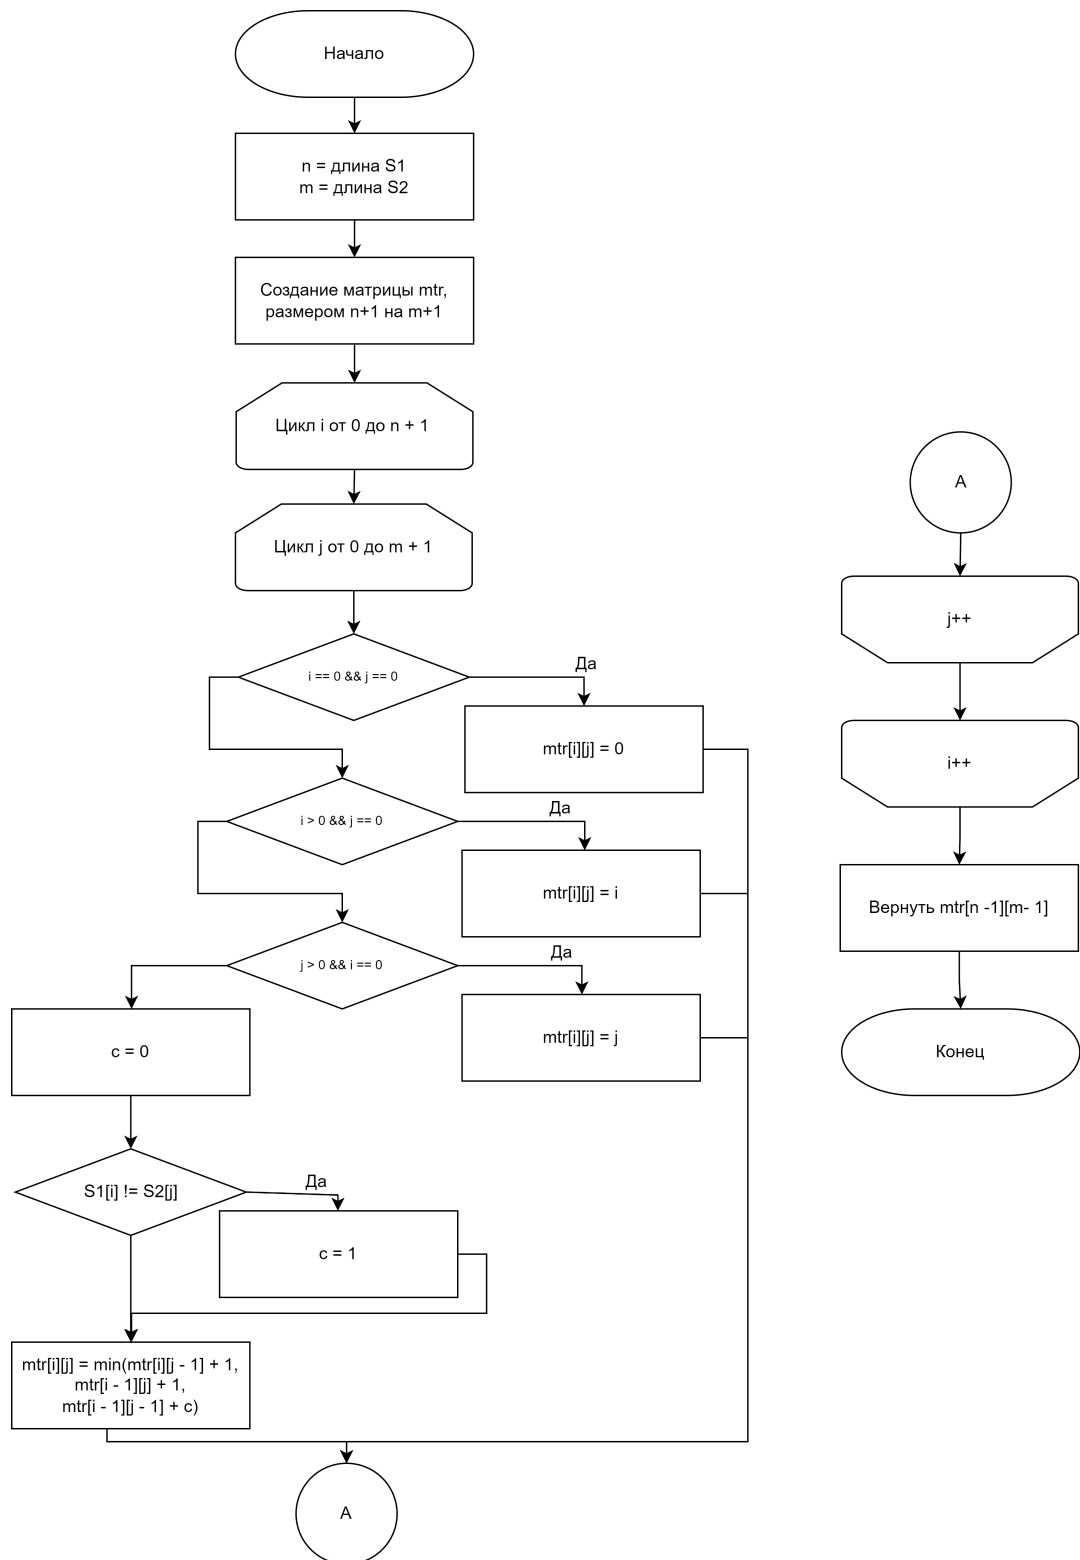 Начало
n = длина S1
m = длина S2
Создание матрицы mtr,
размером n+1 на m+1
Цикл i от 0 до n + 1
Цикл j от 0 до m + 1
i == 0 && j == 0
Да
mtr[i][j] = 0
i > 0 && j == 0
Да
mtr[i][j] = i
j > 0 && i == 0
Да
mtr[i][j] = j
c = 0
S1[i] != S2[j]
Да
c = 1
mtr[i][j] = min(mtr[i][j - 1] + 1,
mtr[i - 1][j] + 1,
mtr[i - 1][j - 1] + c)
A
A
j++
i++
Вернуть mtr[n -1][m- 1]
Конец